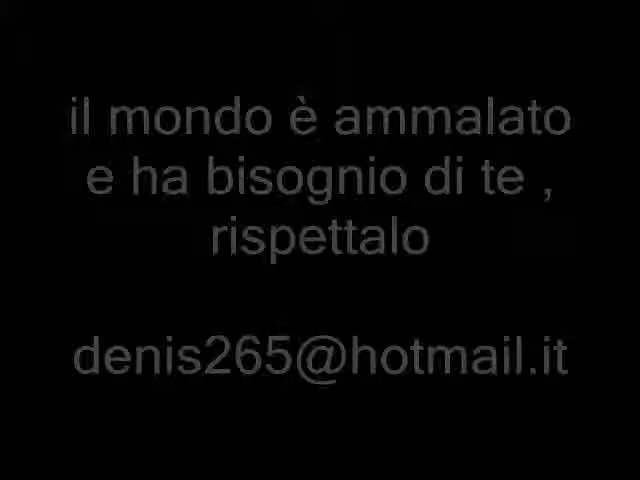 il mondo è ammalato
e ha bisognio di te ,
rispettalo
denis265@hotmail.it